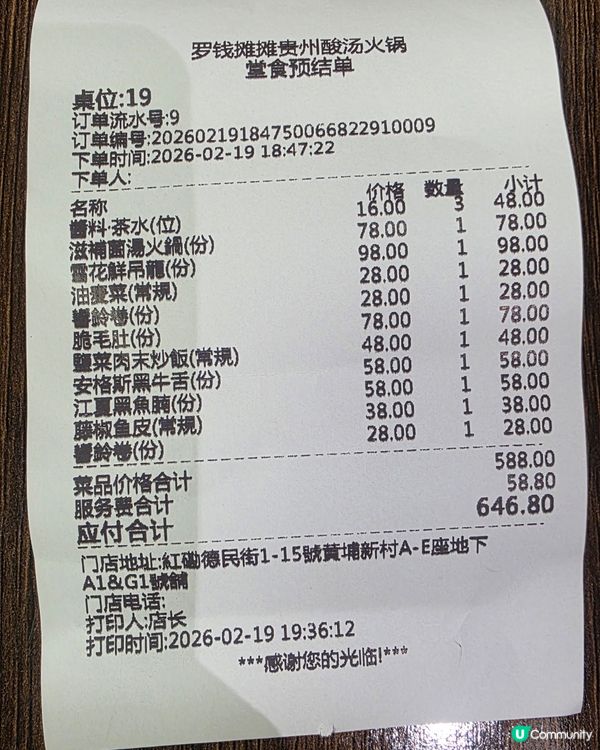 罗钱摊摊贵州酸汤火锅
堂食预结单
桌位:19
订单流水号:9
订单编号:20260219184750066822910009
下单时间:2026-02-19 18:47:22
下单人:
名称 价格 数量 小计
醬料·茶水(位) 16.00 3 48.00
滋補菌湯火鍋(份) 78.00 1 78.00
雪花鮮吊龍(份) 98.00 1 98.00
油麥菜(常規) 28.00 1 28.00
響鈴卷(份) 28.00 1 28.00
脆毛肚(份) 78.00 1 78.00
鹽菜肉末炒飯(常規) 48.00 1 48.00
安格斯黑牛舌(份) 58.00 1 58.00
江夏黑魚腩(份) 58.00 1 58.00
藤椒鱼皮(常規) 38.00 1 38.00
響鈴卷(份) 28.00 1 28.00
菜品价格合计 588.00
服务费合计 58.80
应付合计 646.80
门店地址:紅磡德民街1-15號黄埔新村A-E座地下
A1&G1號舖
门店电话:
打印人:店长
打印时间:2026-02-19 19:36:12
***感谢您的光临!***
U Community